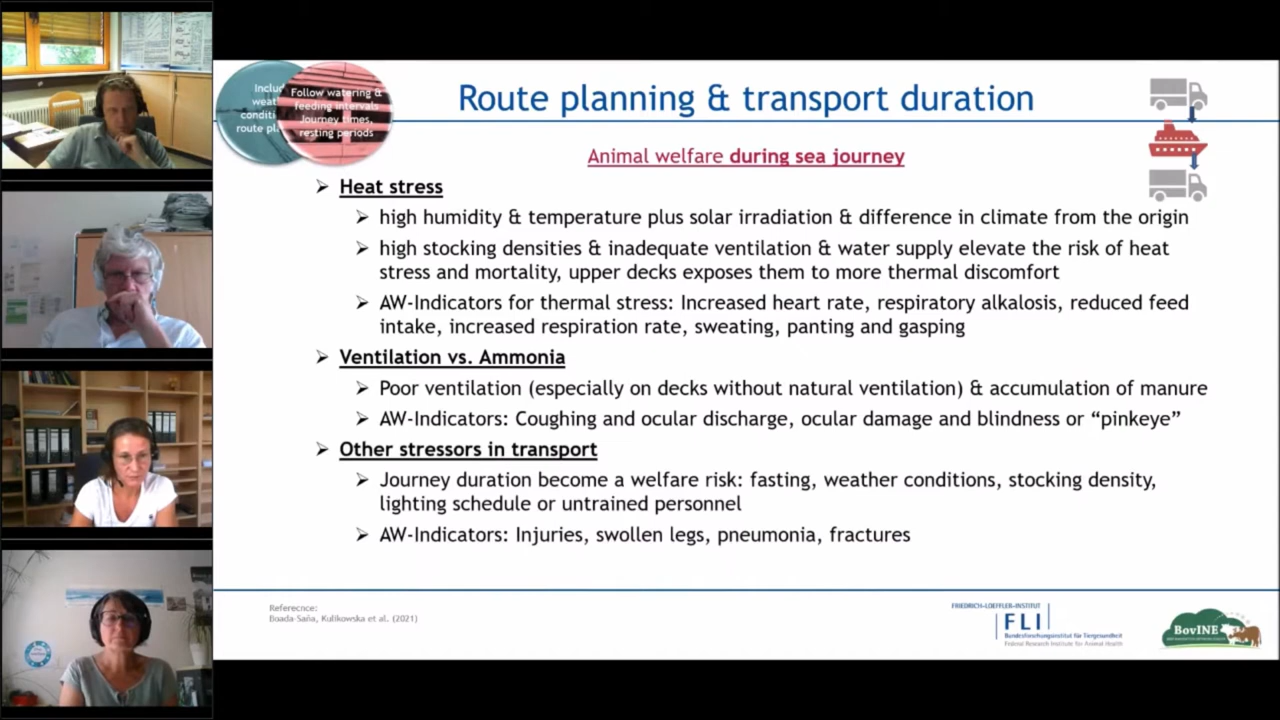 Route planning & transport duration
Follow watering &
feeding intervals
Journey times,
resting periods
Animal welfare during sea journey
➢ Heat stress
➢ high humidity & temperature plus solar irradiation & difference in climate from the origin
➢ high stocking densities & inadequate ventilation & water supply elevate the risk of heat
stress and mortality, upper decks exposes them to more thermal discomfort
➢ AW-Indicators for thermal stress: Increased heart rate, respiratory alkalosis, reduced feed
intake, increased respiration rate, sweating, panting and gasping
➢ Ventilation vs. Ammonia
➢ Poor ventilation (especially on decks without natural ventilation) & accumulation of manure
➢ AW-Indicators: Coughing and ocular discharge, ocular damage and blindness or “pinkeye”
➢ Other stressors in transport
➢ Journey duration become a welfare risk: fasting, weather conditions, stocking density,
lighting schedule or untrained personnel
➢ AW-Indicators: Injuries, swollen legs, pneumonia, fractures
Boada-Saña, Kulikowska et al. (2021)
FRIEDRICH-LOEFFLER-INSTITUT
FLI
Bundesforschungsinstitut für Tiergesundheit
Federal Research Institute for Animal Health
BovINE